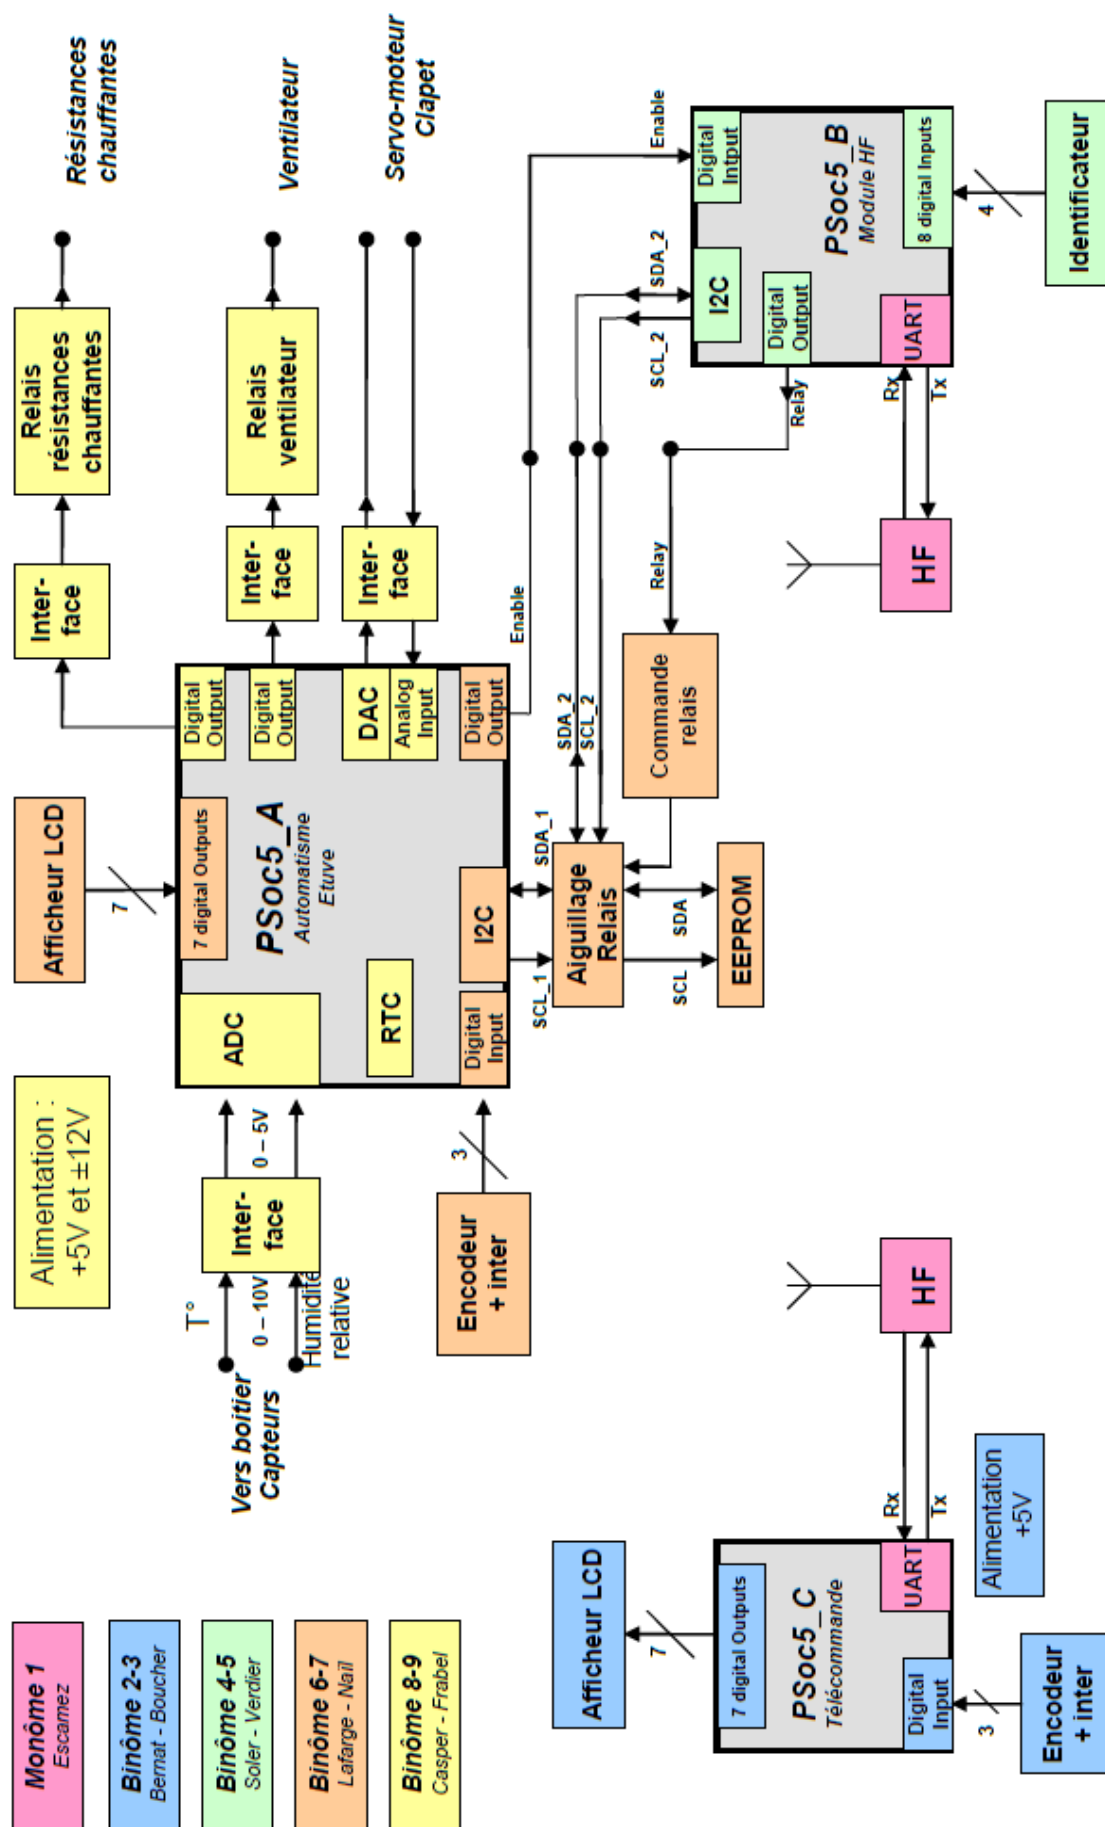 Monôme 1
Escamez
Binôme 2-3
Bernat - Boucher
Binôme 4-5
Soler - Verdier
Binôme 6-7
Lafarge - Nail
Binôme 8-9
Casper - Frabel
Alimentation :
+5V et ±12V
Afficheur LCD
7
Inter-
face
Relais
résistances
chauffantes
Résistances
chauffantes
Vers boitier
Capteurs
T°
0 – 10V
Humidité
relative
Inter-
face
0 – 5V
ADC
7 digital Outputs
Digital
Output
PSoc5_A
Automatisme
Etuve
Digital
Output
Inter-
face
Relais
ventilateur
Ventilateur
RTC
DAC
Analog
Input
Inter-
face
Servo-moteur
Clapet
Encodeur
+ inter
3
Digital
Input
I2C
Digital
Output
Enable
Enable
SCL_1
SDA_1
Aiguillage
Relais
SDA_2
SCL_2
SCL_2
SDA_2
Commande
relais
Relay
Relay
SCL
SDA
EEPROM
I2C
Digital
Intput
Digital
Output
PSoc5_B
Module HF
UART
8 digital Inputs
Rx
Tx
HF
4
Identificateur
Afficheur LCD
7
7 digital Outputs
PSoc5_C
Télécommande
Digital
Input
UART
Rx
Tx
HF
3
Encodeur
+ inter
Alimentation
+5V